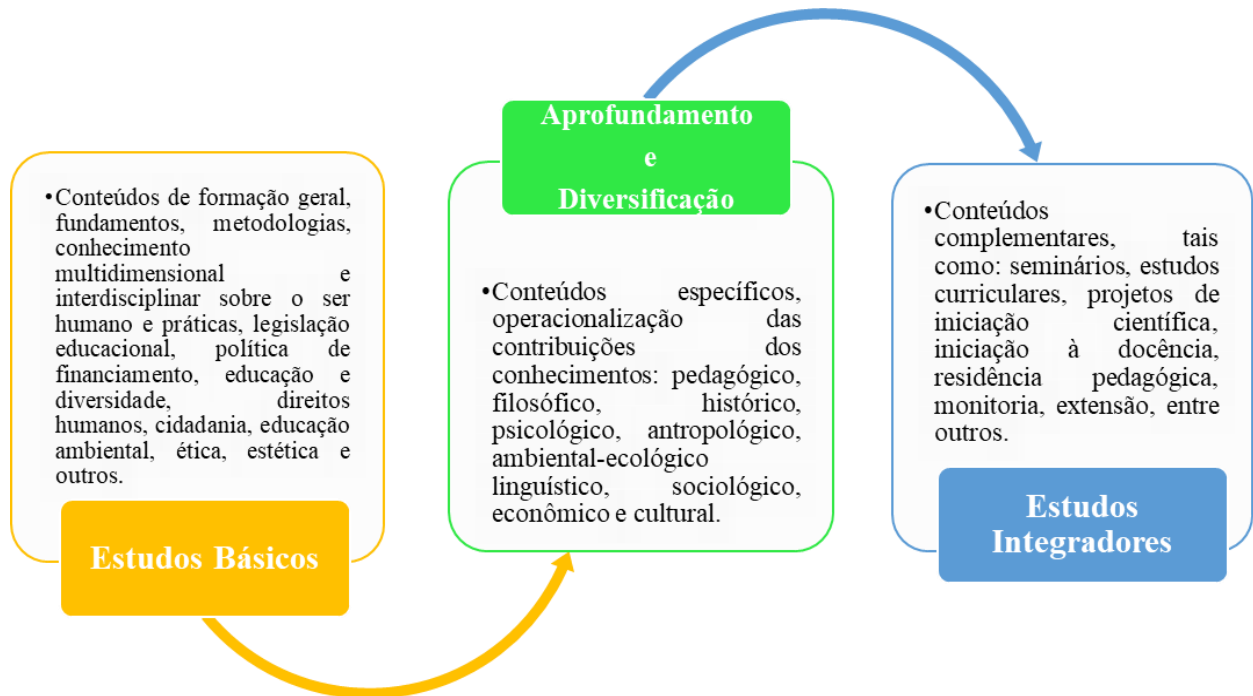 •Conteúdos de formação geral,
fundamentos, metodologias,
conhecimento
multidimensional e
interdisciplinar sobre o ser
humano e práticas, legislação
educacional, política de
financiamento, educação e
diversidade, direitos
humanos, cidadania, educação
ambiental, ética, estética e
outros.
Estudos Básicos
Aprofundamento
e
Diversificação
•Conteúdos específicos,
operacionalização das
contribuições dos
conhecimentos: pedagógico,
filosófico, histórico,
psicológico, antropológico,
ambiental-ecológico
linguístico, sociológico,
econômico e cultural.
•Conteúdos
complementares, tais
como: seminários, estudos
curriculares, projetos de
iniciação científica,
iniciação à docência,
residência pedagógica,
monitoria, extensão, entre
outros.
Estudos
Integradores